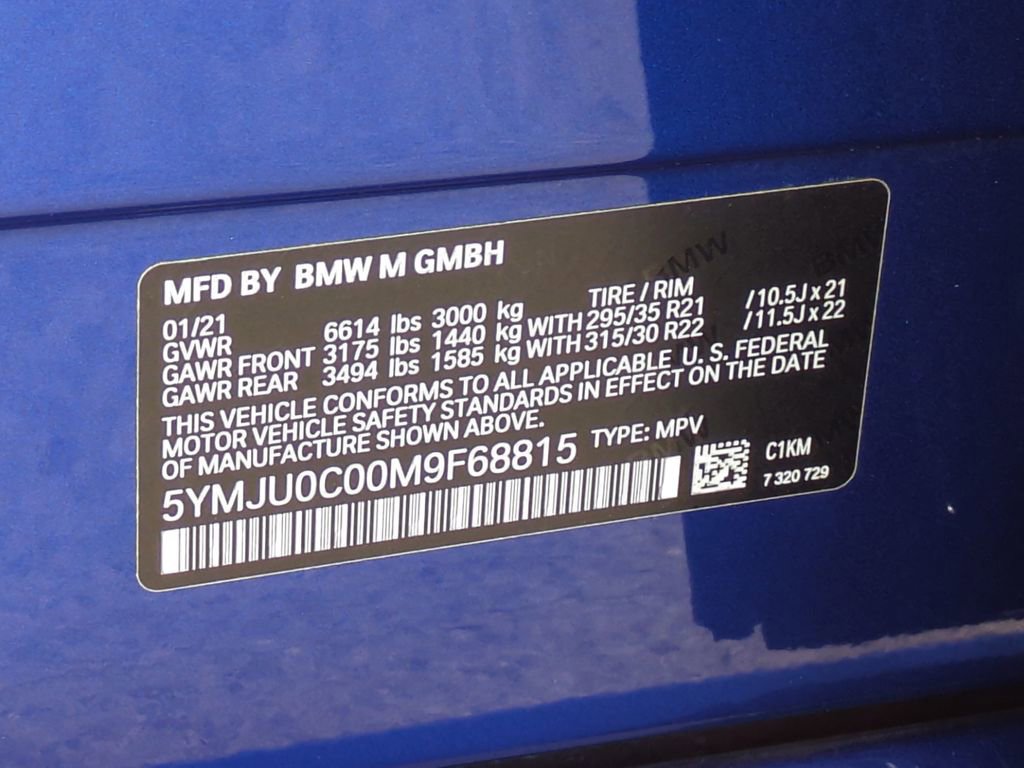 MFD BY BMW M GMBH
01/21 TIRE / RIM
GVWR 6614 lbs 3000 kg
GAWR FRONT 3175 lbs 1440 kg WITH 295/35 R21 /10.5J x 21
GAWR REAR 3494 lbs 1585 kg WITH 315/30 R22 /11.5J x 22
THIS VEHICLE CONFORMS TO ALL APPLICABLE U. S. FEDERAL
MOTOR VEHICLE SAFETY STANDARDS IN EFFECT ON THE DATE
OF MANUFACTURE SHOWN ABOVE.
5YMJU0C00M9F68815 TYPE: MPV
C1KM
7 320 729
BMW
BMW